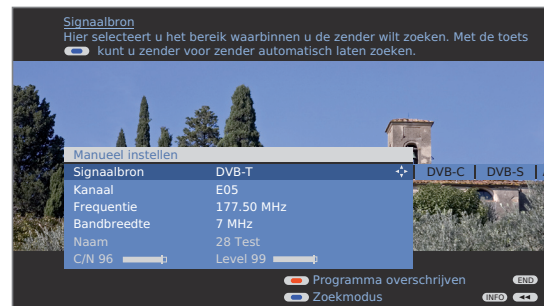 Signaalbron
Hier selecteert u het bereik waarbinnen u de zender wilt zoeken. Met de toets
kunt u zender voor zender automatisch laten zoeken.
Manueel instellen
Signaalbron DVB-T DVB-C DVB-S
Kanaal E05
Frequentie 177.50 MHz
Bandbreedte 7 MHz
Naam 28 Test
C/N 96 Level 99
Programma overschrijven END
Zoekmodus INFO